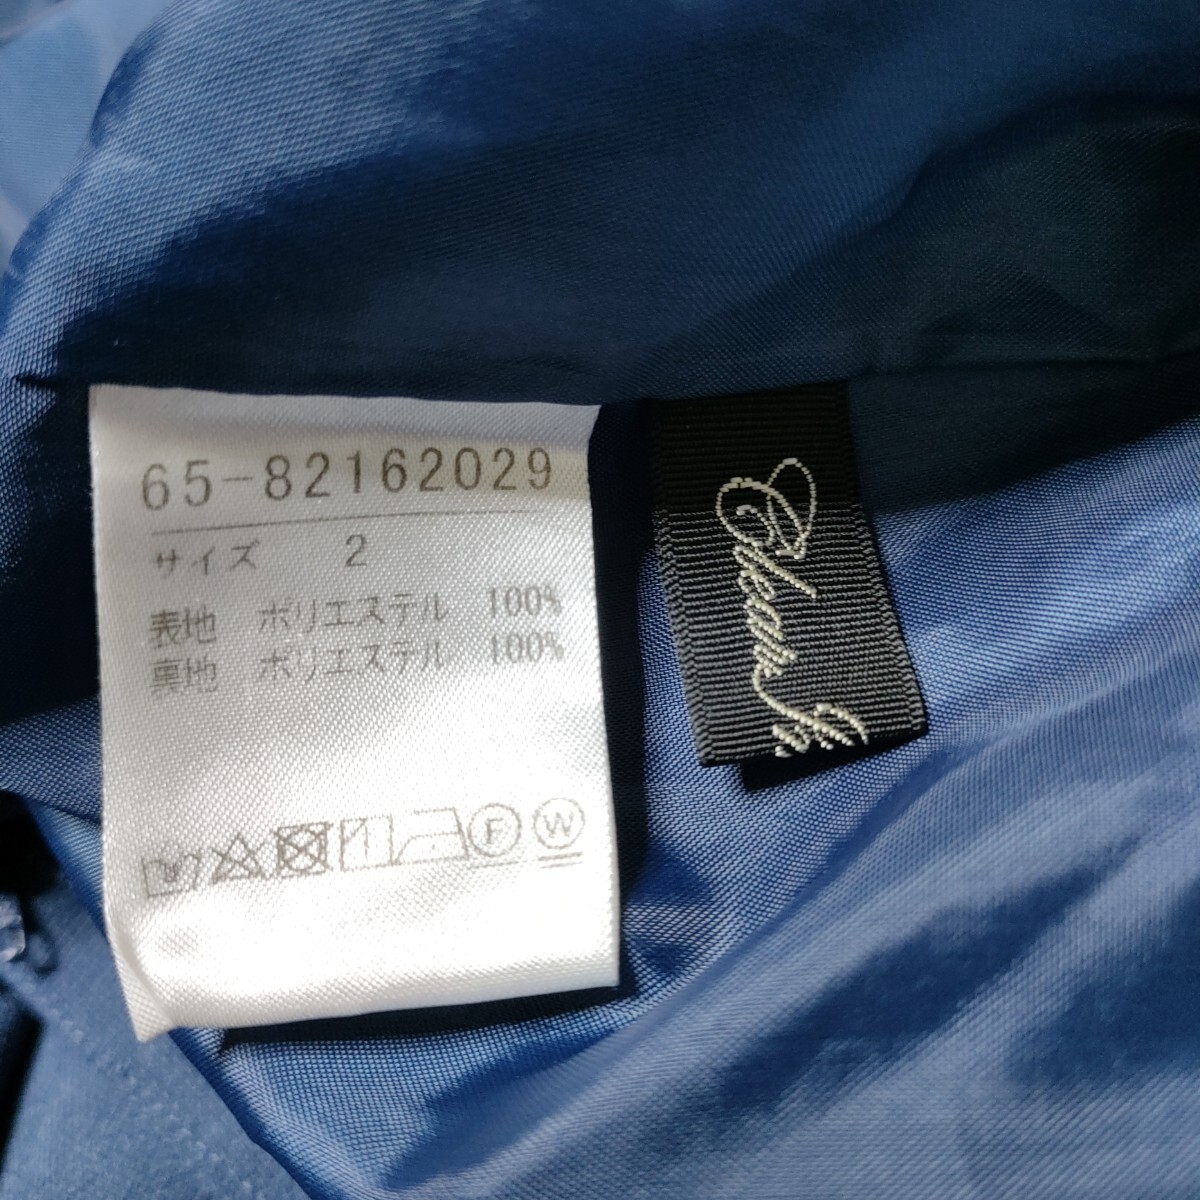 65-82162029
サイズ 2
表地 ポリエステル 100%
裏地 ポリエステル 100%
F W